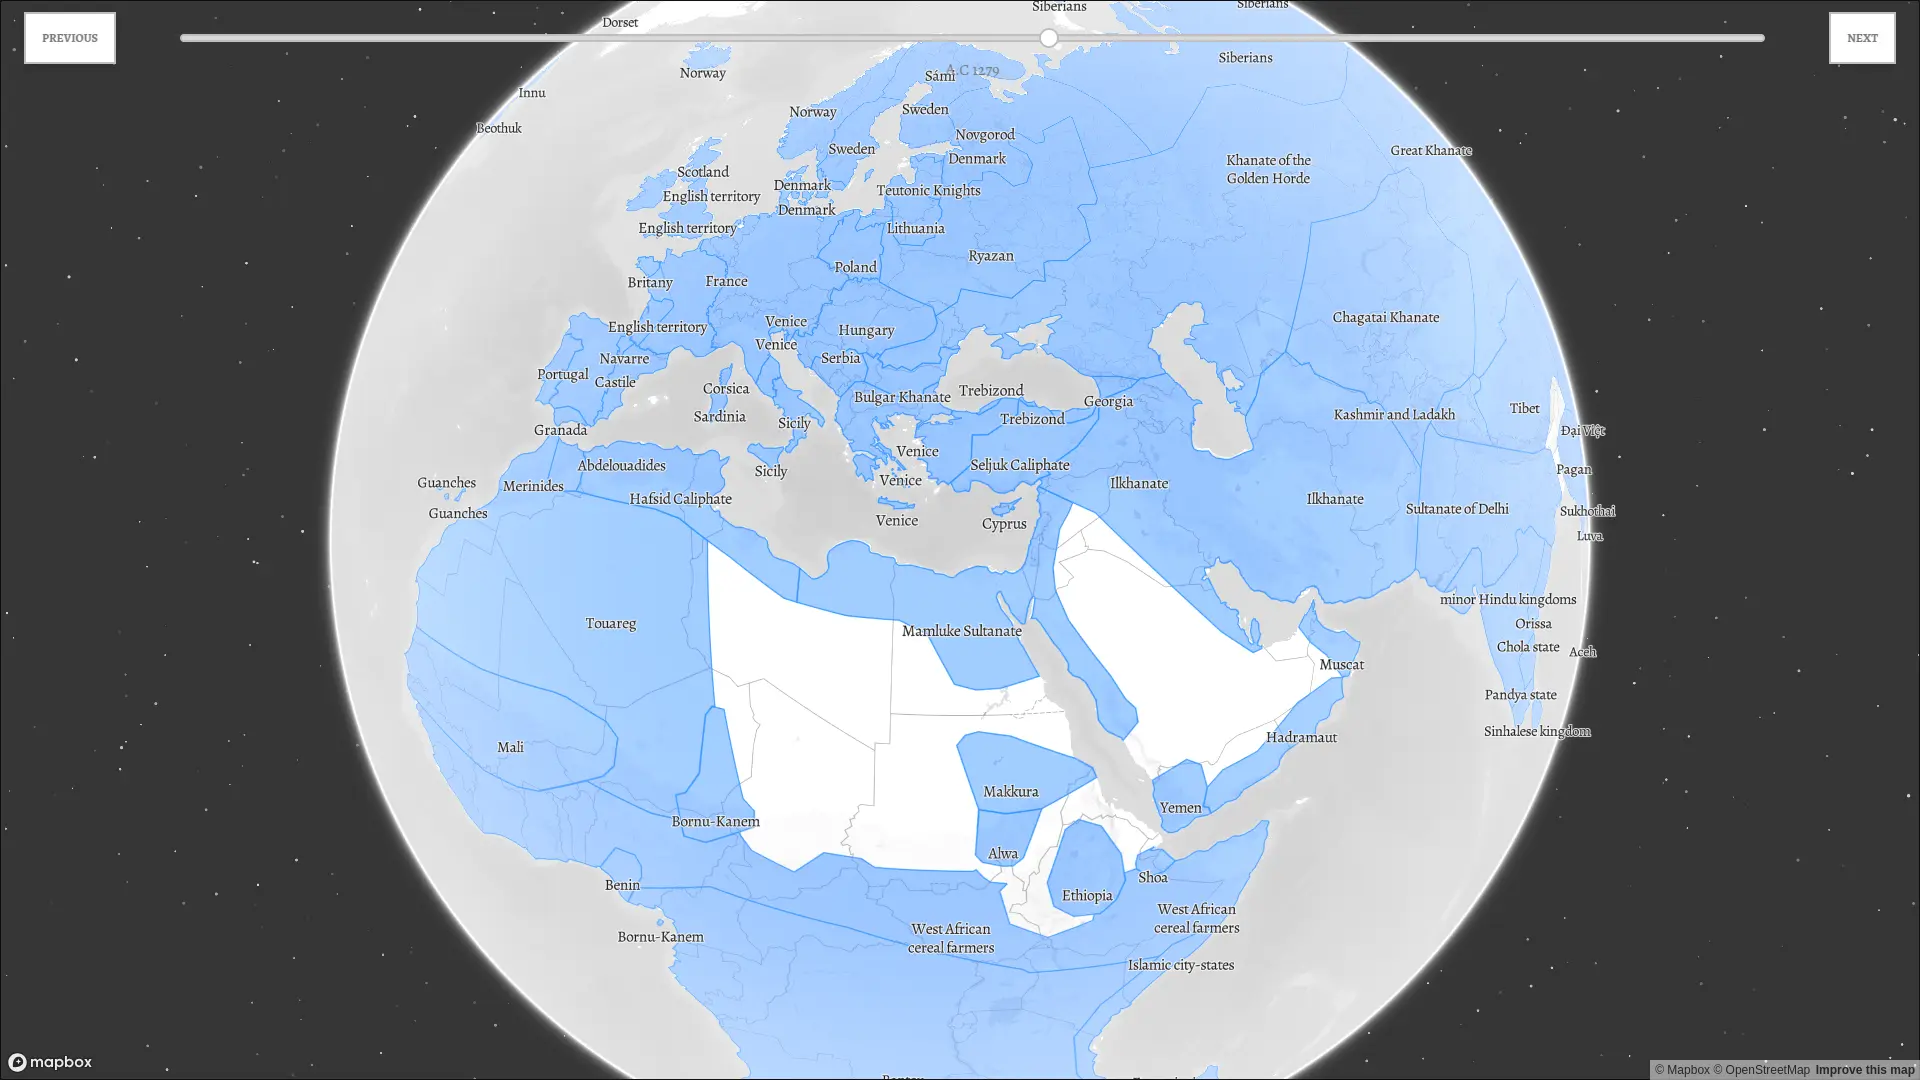 Siberians
Siberians
Dorset
PREVIOUS
NEXT
Siberians
A.C 1279
Norway
Sámi
Innu
Norway
Sweden
Beothuk
Novgorod
Sweden
Denmark
Great Khanate
Khanate of the
Golden Horde
Scotland
Denmark
Teutonic Knights
English territory
Denmark
English territory
Lithuania
Ryazan
Poland
Britany
France
Chagatai Khanate
Venice
English territory
Hungary
Venice
Navarre
Serbia
Portugal
Castile
Corsica
Trebizond
Bulgar Khanate
Georgia
Tibet
Sardinia
Kashmir and Ladakh
Trebizond
Sicily
Granada
Đại Việt
Venice
Abdelouadides
Seljuk Caliphate
Sicily
Pagan
Guanches
Merinides
Venice
Ilkhanate
Hafsid Caliphate
Ilkhanate
Sultanate of Delhi
Guanches
Sukhothai
Venice
Cyprus
Luva
minor Hindu kingdoms
Touareg
Orissa
Mamluke Sultanate
Chola state
Aceh
Muscat
Pandya state
Sinhalese kingdom
Hadramaut
Mali
Makkura
Yemen
Bornu-Kanem
Alwa
Shoa
Benin
Ethiopia
West African
cereal farmers
West African
cereal farmers
Bornu-Kanem
Islamic city-states
mapbox
© Mapbox © OpenStreetMap Improve this map